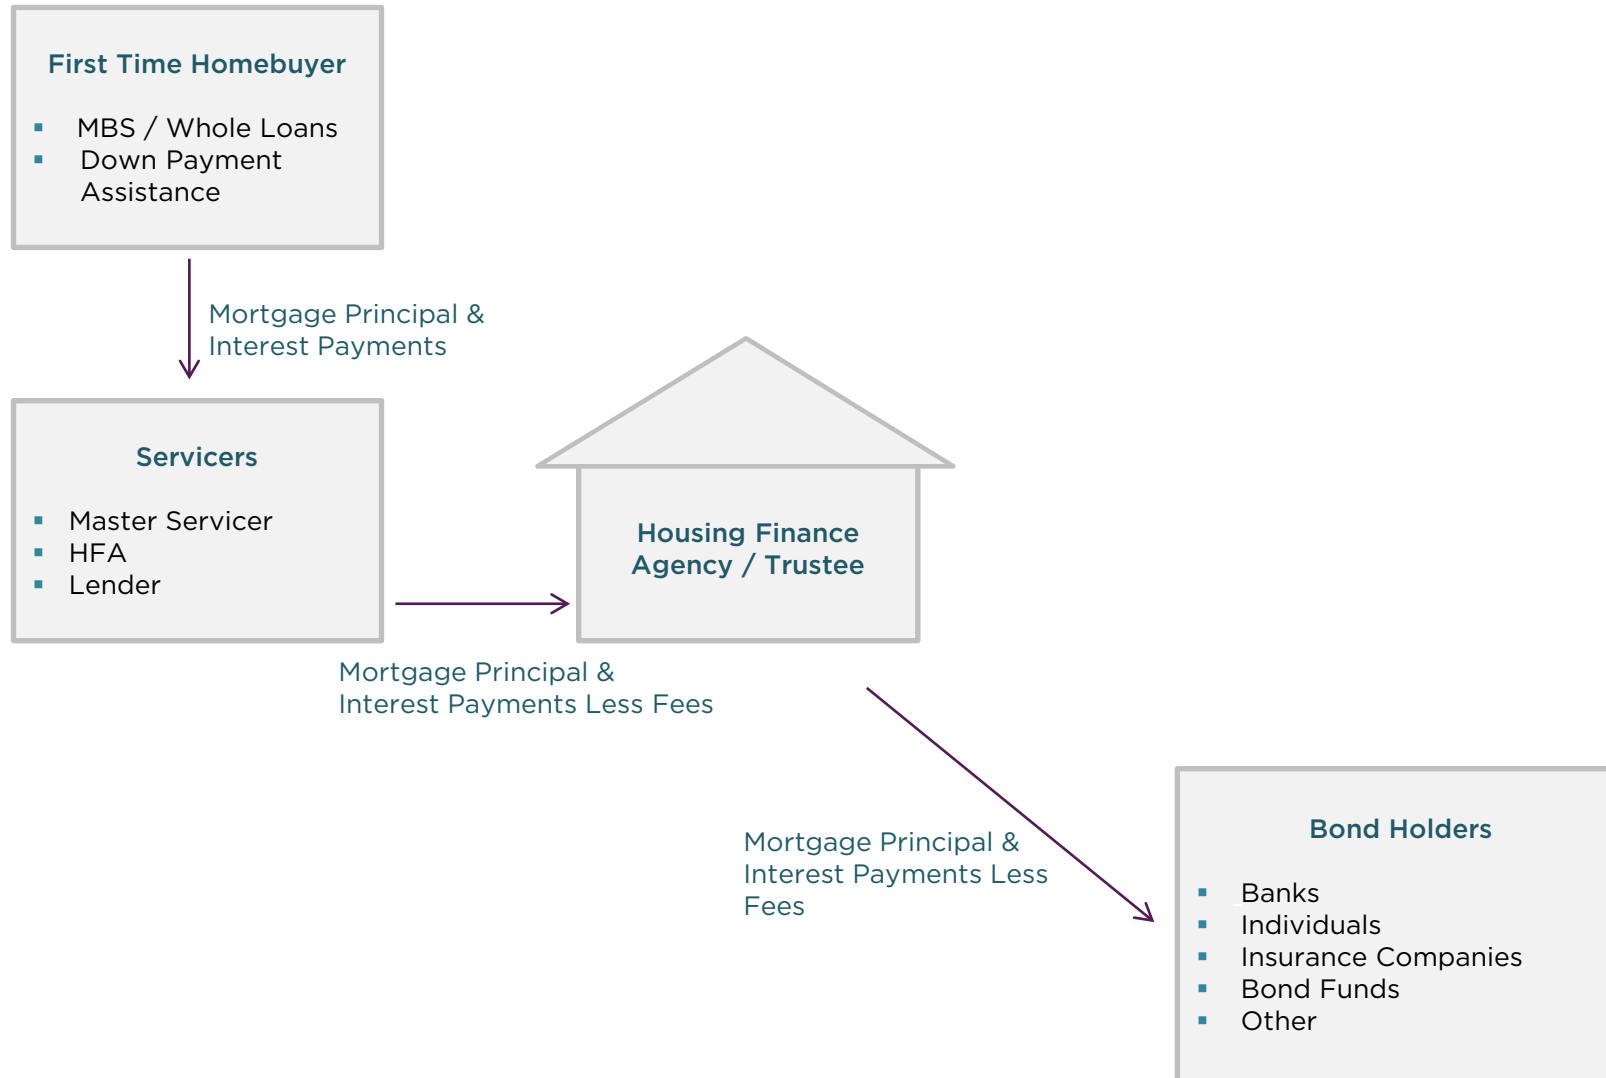 First Time Homebuyer
▪ MBS / Whole Loans
▪ Down Payment
Assistance
Mortgage Principal &
Interest Payments
Servicers
▪ Master Servicer
▪ HFA
▪ Lender
Housing Finance
Agency / Trustee
Mortgage Principal &
Interest Payments Less Fees
Mortgage Principal &
Interest Payments Less
Fees
Bond Holders
▪ Banks
▪ Individuals
▪ Insurance Companies
▪ Bond Funds
▪ Other